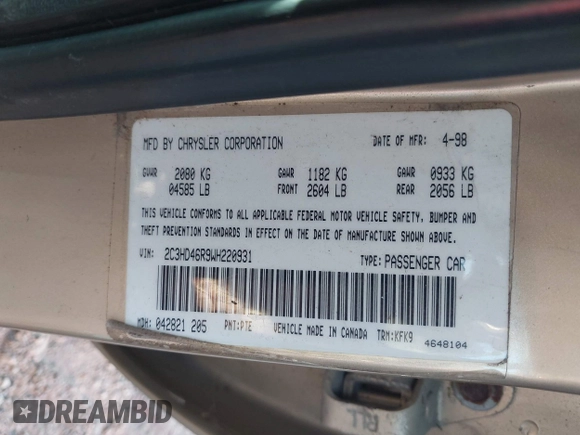 MFD BY CHRYSLER CORPORATION DATE OF MFR: 4-98
GVWR 2080 KG GAWR 1182 KG GAWR 0933 KG
04585 LB FRONT 2604 LB REAR 2056 LB
THIS VEHICLE CONFORMS TO ALL APPLICABLE FEDERAL MOTOR VEHICLE SAFETY, BUMPER AND
THEFT PREVENTION STANDARDS IN EFFECT ON THE DATE OF MANUFACTURE SHOWN ABOVE.
VIN: 2C3HD46R9WH220931 TYPE: PASSENGER CAR
MDH: 042821 205 PNT: PTE VEHICLE MADE IN CANADA TRM: KFK9
4648104
DREAMBID